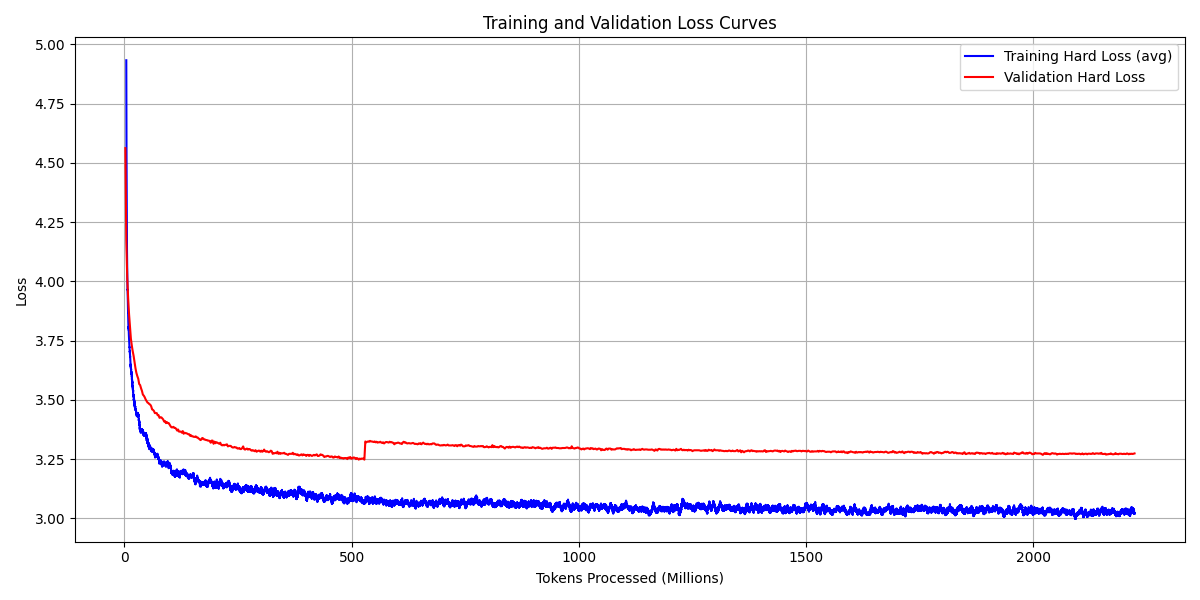 Training and Validation Loss Curves
Training Hard Loss (avg)
Validation Hard Loss
Loss
5.00
4.75
4.50
4.25
4.00
3.75
3.50
3.25
3.00
0 500 1000 1500 2000
Tokens Processed (Millions)